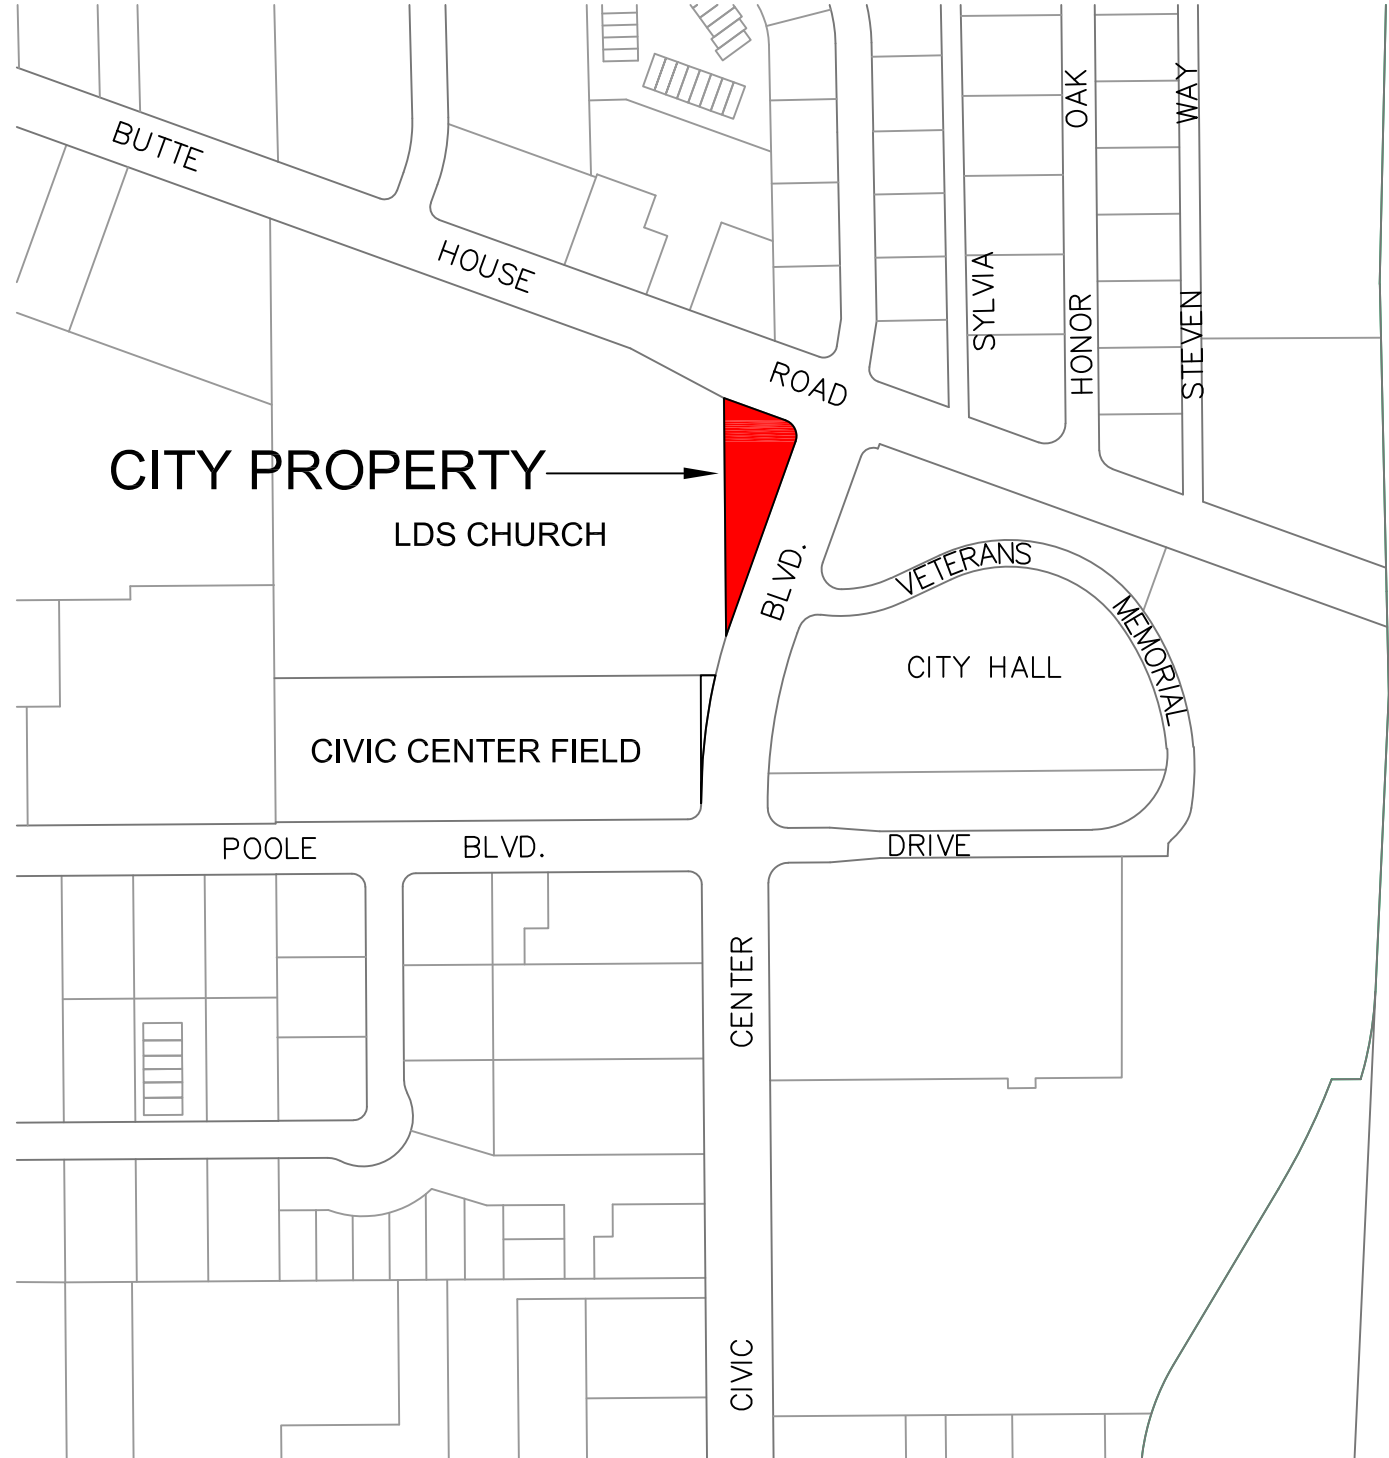 BUTTE
HOUSE
ROAD
SYLVIA
HONOR
OAK
STEVEN
WAY
CITY PROPERTY
LDS CHURCH
BLVD.
VETERANS
MEMORIAL
CITY HALL
CIVIC CENTER FIELD
POOLE BLVD.
DRIVE
CENTER
CIVIC